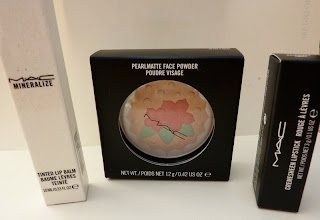 MAC
MINERALIZE
TINTED LIP BALM
BAUME LÈVRES
TEINTÉ
PEARLMATTE FACE POWDER
POUDRE VISAGE
MAC
NET WT./POIDS NET 12 g / 0.42 US OZ
MAC
CREMESHEEN LIPSTICK ROUGE À LÈVRES